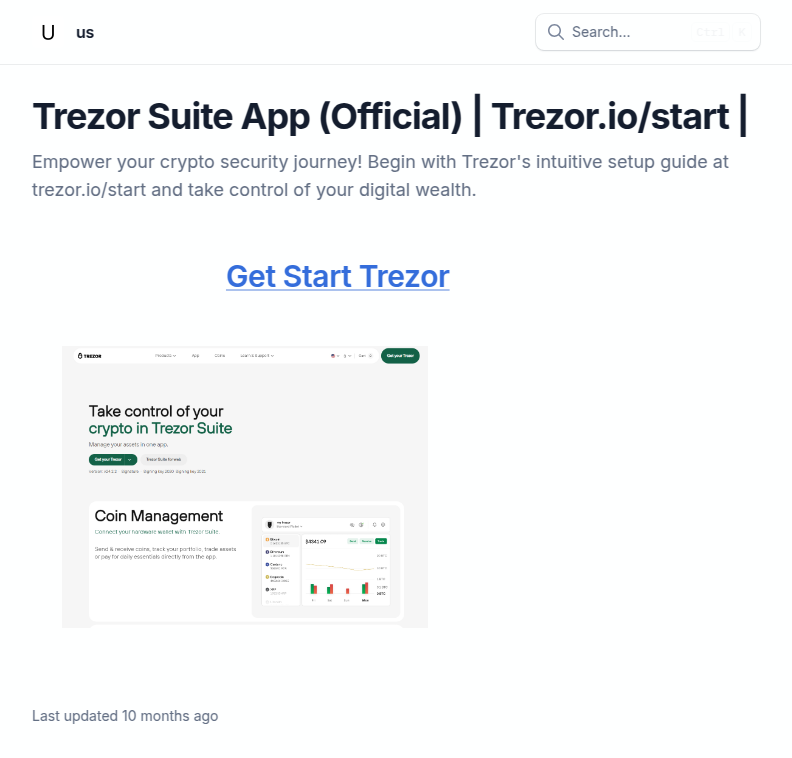 U us
Search...
Ctrl K
Trezor Suite App (Official) | Trezor.io/start |
Empower your crypto security journey! Begin with Trezor's intuitive setup guide at
trezor.io/start and take control of your digital wealth.
Get Start Trezor
TREZOR
Products App Coins Learn & Support
Get your Trezor
Take control of your
crypto in Trezor Suite
Manage your assets in one app.
Get your Trezor Trezor Suite for web
Coin Management
Connect your hardware wallet with Trezor Suite.
Send & receive coins, track your portfolio, trade assets
or pay for daily essentials directly from the app.
$4341.09
Last updated 10 months ago